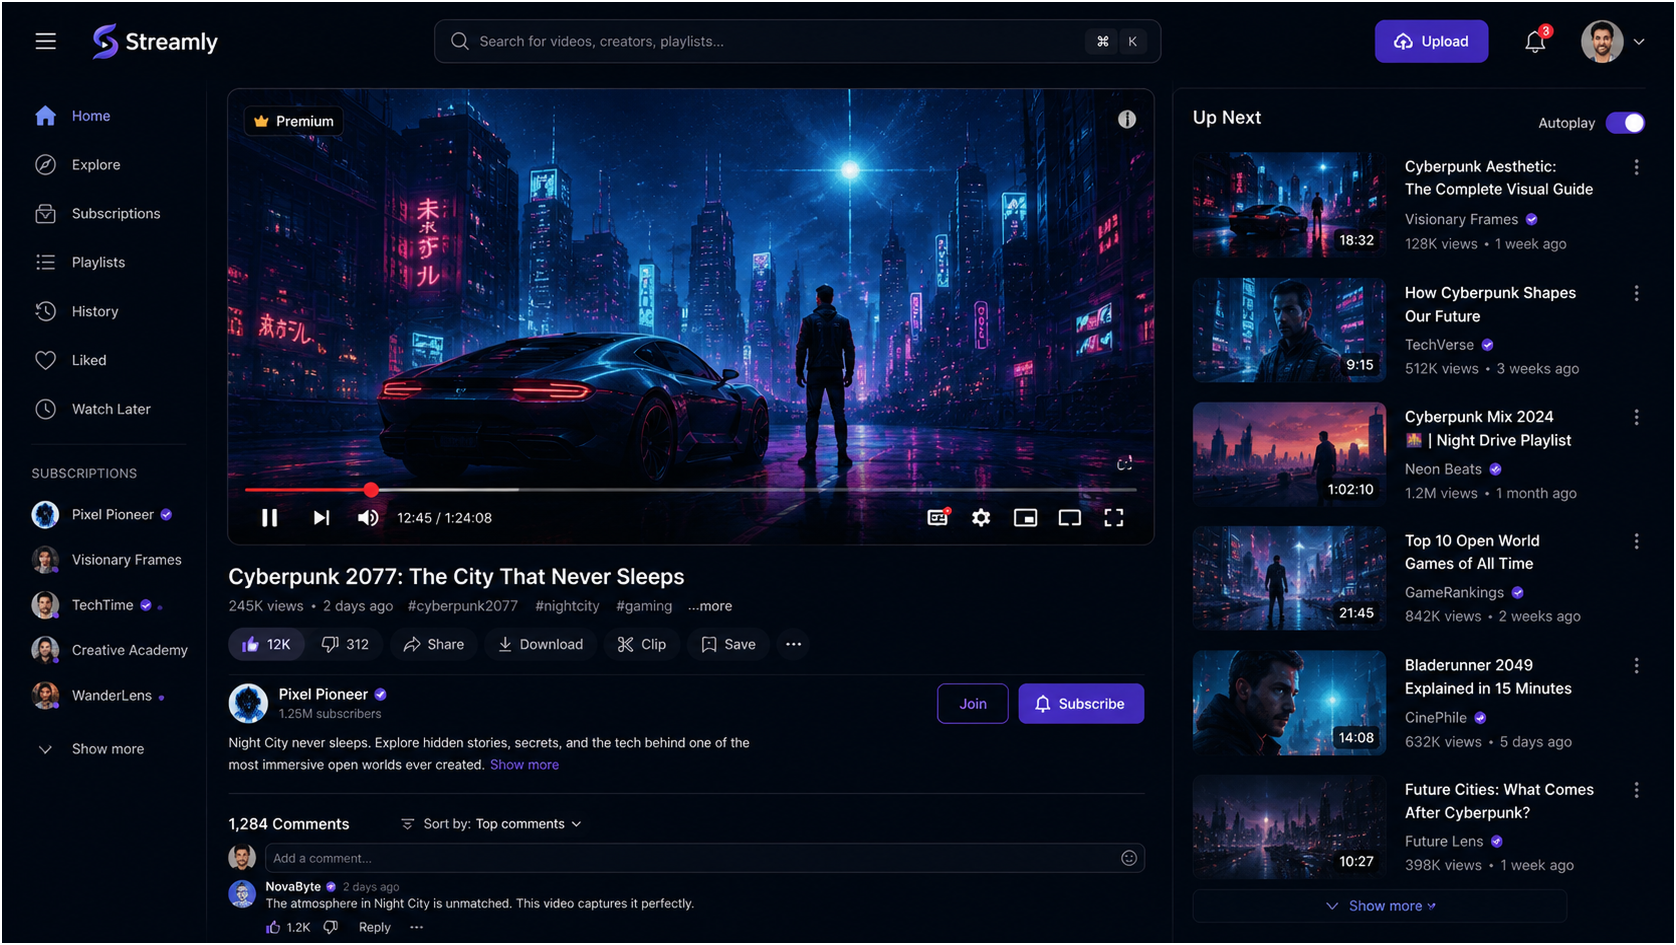 Streamly
Search for videos, creators, playlists...
⌘ K
Upload
3
Home
Explore
Subscriptions
Playlists
History
Liked
Watch Later
SUBSCRIPTIONS
Pixel Pioneer
Visionary Frames
TechTime
Creative Academy
WanderLens
Show more
Premium
12:45 / 1:24:08
Cyberpunk 2077: The City That Never Sleeps
245K views • 2 days ago #cyberpunk2077 #nightcity #gaming ...more
12K
312
Share
Download
Clip
Save
Pixel Pioneer
1.25M subscribers
Join
Subscribe
Night City never sleeps. Explore hidden stories, secrets, and the tech behind one of the
most immersive open worlds ever created. Show more
1,284 Comments
Sort by: Top comments
Add a comment...
NovaByte 2 days ago
The atmosphere in Night City is unmatched. This video captures it perfectly.
1.2K
Reply
Up Next
Autoplay
18:32
Cyberpunk Aesthetic:
The Complete Visual Guide
Visionary Frames
128K views • 1 week ago
9:15
How Cyberpunk Shapes
Our Future
TechVerse
512K views • 3 weeks ago
1:02:10
Cyberpunk Mix 2024
🌆 | Night Drive Playlist
Neon Beats
1.2M views • 1 month ago
21:45
Top 10 Open World
Games of All Time
GameRankings
842K views • 2 weeks ago
14:08
Bladerunner 2049
Explained in 15 Minutes
CinePhile
632K views • 5 days ago
10:27
Future Cities: What Comes
After Cyberpunk?
Future Lens
398K views • 1 week ago
Show more